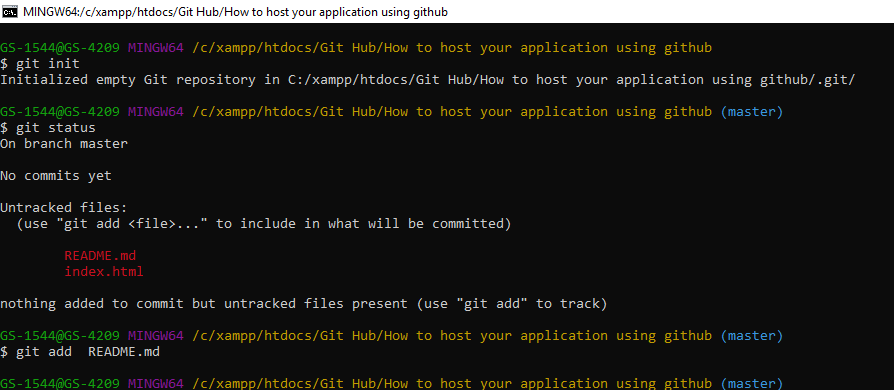 MINGW64:/c/xampp/htdocs/Git Hub/How to host your application using github
GS-1544@GS-4209 MINGW64 /c/xampp/htdocs/Git Hub/How to host your application using github
$ git init
Initialized empty Git repository in C:/xampp/htdocs/Git Hub/How to host your application using github/.git/
GS-1544@GS-4209 MINGW64 /c/xampp/htdocs/Git Hub/How to host your application using github (master)
$ git status
On branch master
No commits yet
Untracked files:
(use "git add <file>..." to include in what will be committed)
README.md
index.html
nothing added to commit but untracked files present (use "git add" to track)
GS-1544@GS-4209 MINGW64 /c/xampp/htdocs/Git Hub/How to host your application using github (master)
$ git add  README.md
GS-1544@GS-4209 MINGW64 /c/xampp/htdocs/Git Hub/How to host your application using github (master)